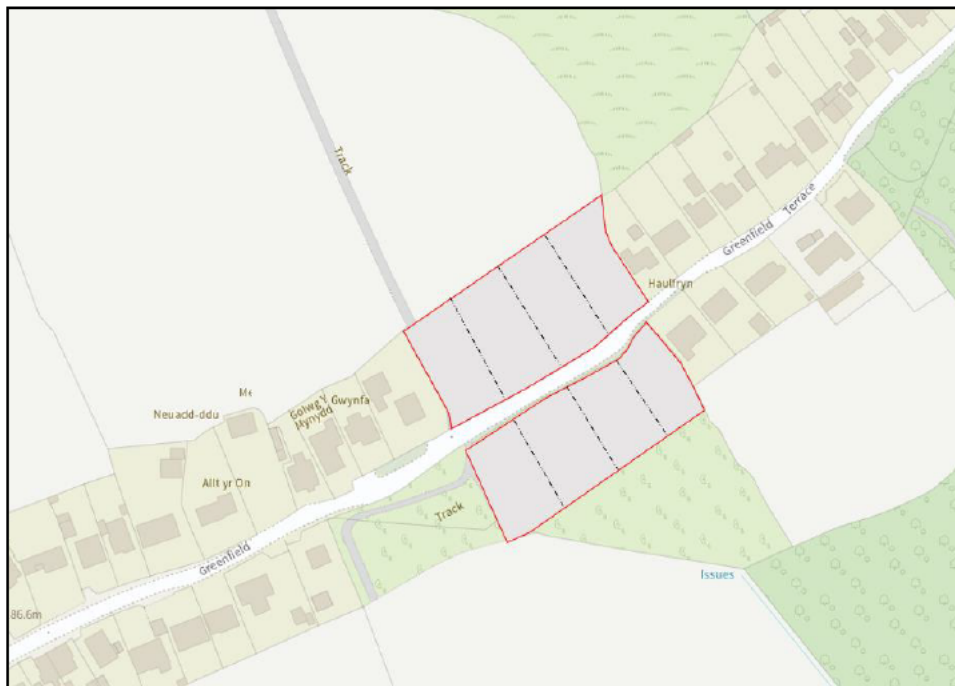 Track
Greenfield Terrace
Haulfryn
Me
Neuadd-ddu
Golwg Y
Mynydd
Gwynfa
Allt yr On
Track
Greenfield
Issues
86.6m